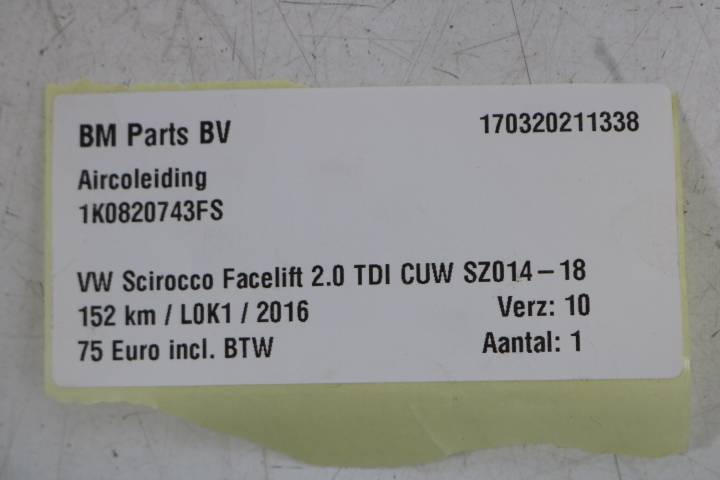 BM Parts BV 170320211338
Aircoleiding
1K0820743FS
VW Scirocco Facelift 2.0 TDI CUW SZ014-18
152 km / L0K1 / 2016 Verz: 10
75 Euro incl. BTW Aantal: 1